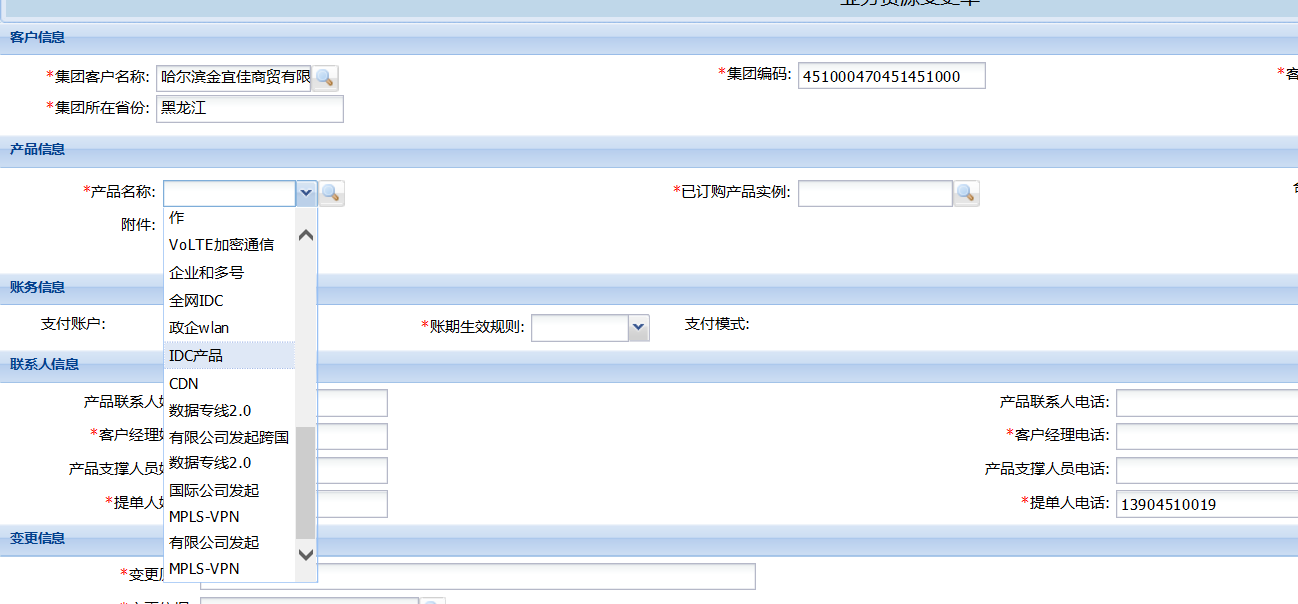 业务资源变更单
客户信息
*集团客户名称: 哈尔滨金宜佳商贸有限
*集团编码: 451000470451451000
*客
*集团所在省份: 黑龙江
产品信息
*产品名称:
*已订购产品实例:
附件:
作
VoLTE加密通信
企业和多号
全网IDC
政企wlan
IDC产品
CDN
数据专线2.0
有限公司发起跨国
数据专线2.0
国际公司发起
MPLS-VPN
有限公司发起
MPLS-VPN
账务信息
支付账户:
*账期生效规则:
支付模式:
联系人信息
产品联系人
产品联系人电话:
*客户经理
*客户经理电话:
产品支撑人员
产品支撑人员电话:
*提单人
*提单人电话: 13904510019
变更信息
*变更